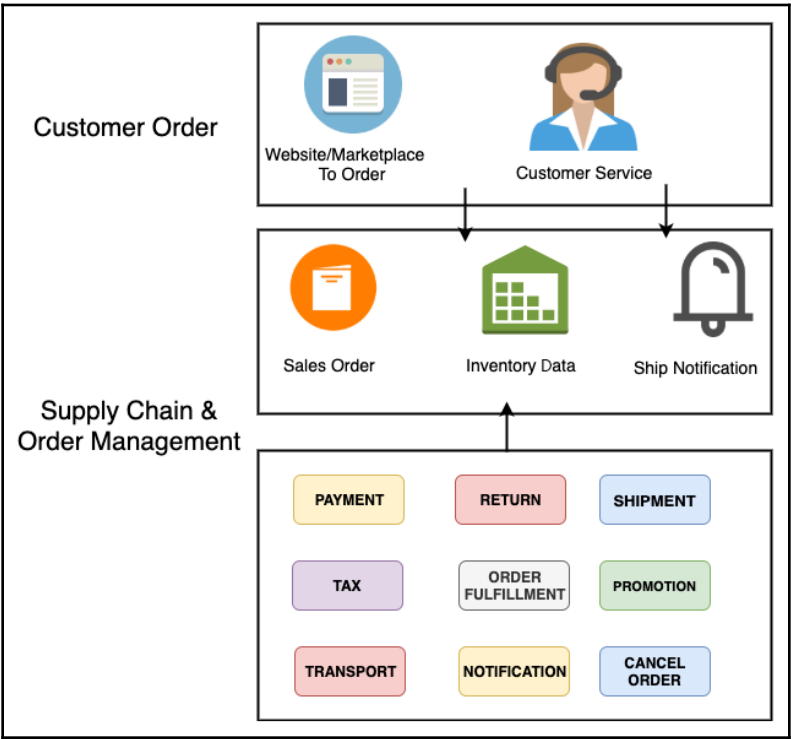 Customer Order
Website/Marketplace
To Order
Customer Service
Supply Chain &
Order Management
Sales Order
Inventory Data
Ship Notification
PAYMENT
RETURN
SHIPMENT
TAX
ORDER
FULFILLMENT
PROMOTION
TRANSPORT
NOTIFICATION
CANCEL
ORDER